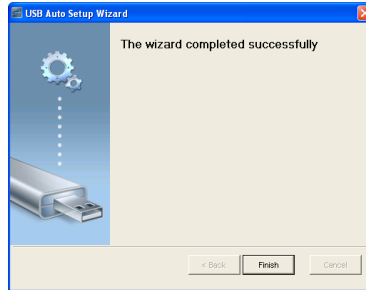 USB Auto Setup Wizard
The wizard completed successfully
< Back
Finish
Cancel